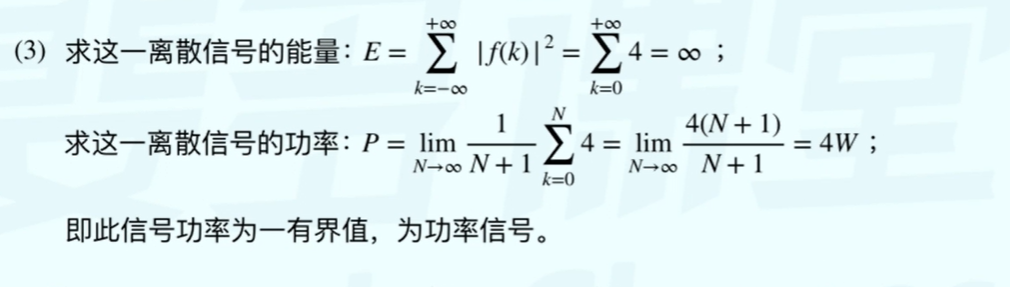 (3) 求这一离散信号的能量：E = \sum_{k=-\infty}^{+\infty} |f(k)|^2 = \sum_{k=0}^{+\infty} 4 = \infty ；
求这一离散信号的功率：P = \lim_{N\to\infty} \frac{1}{N+1} \sum_{k=0}^{N} 4 = \lim_{N\to\infty} \frac{4(N+1)}{N+1} = 4W ；
即此信号功率为一有界值，为功率信号。